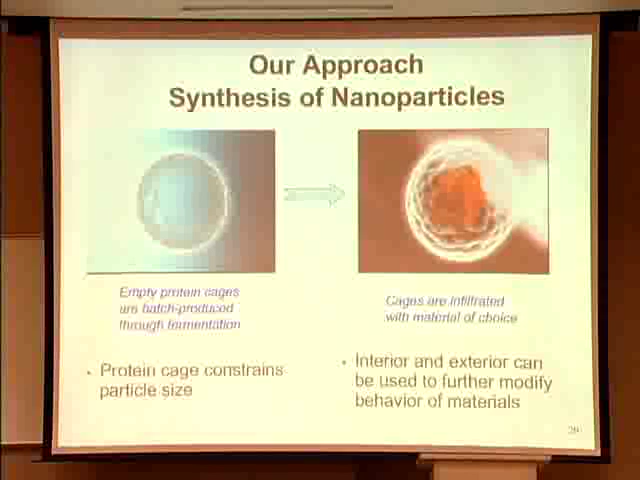 Our Approach
Synthesis of Nanoparticles
Empty protein cages
are batch-produced
through fermentation
Cages are infiltrated
with material of choice
• Protein cage constrains
particle size
• Interior and exterior can
be used to further modify
behavior of materials